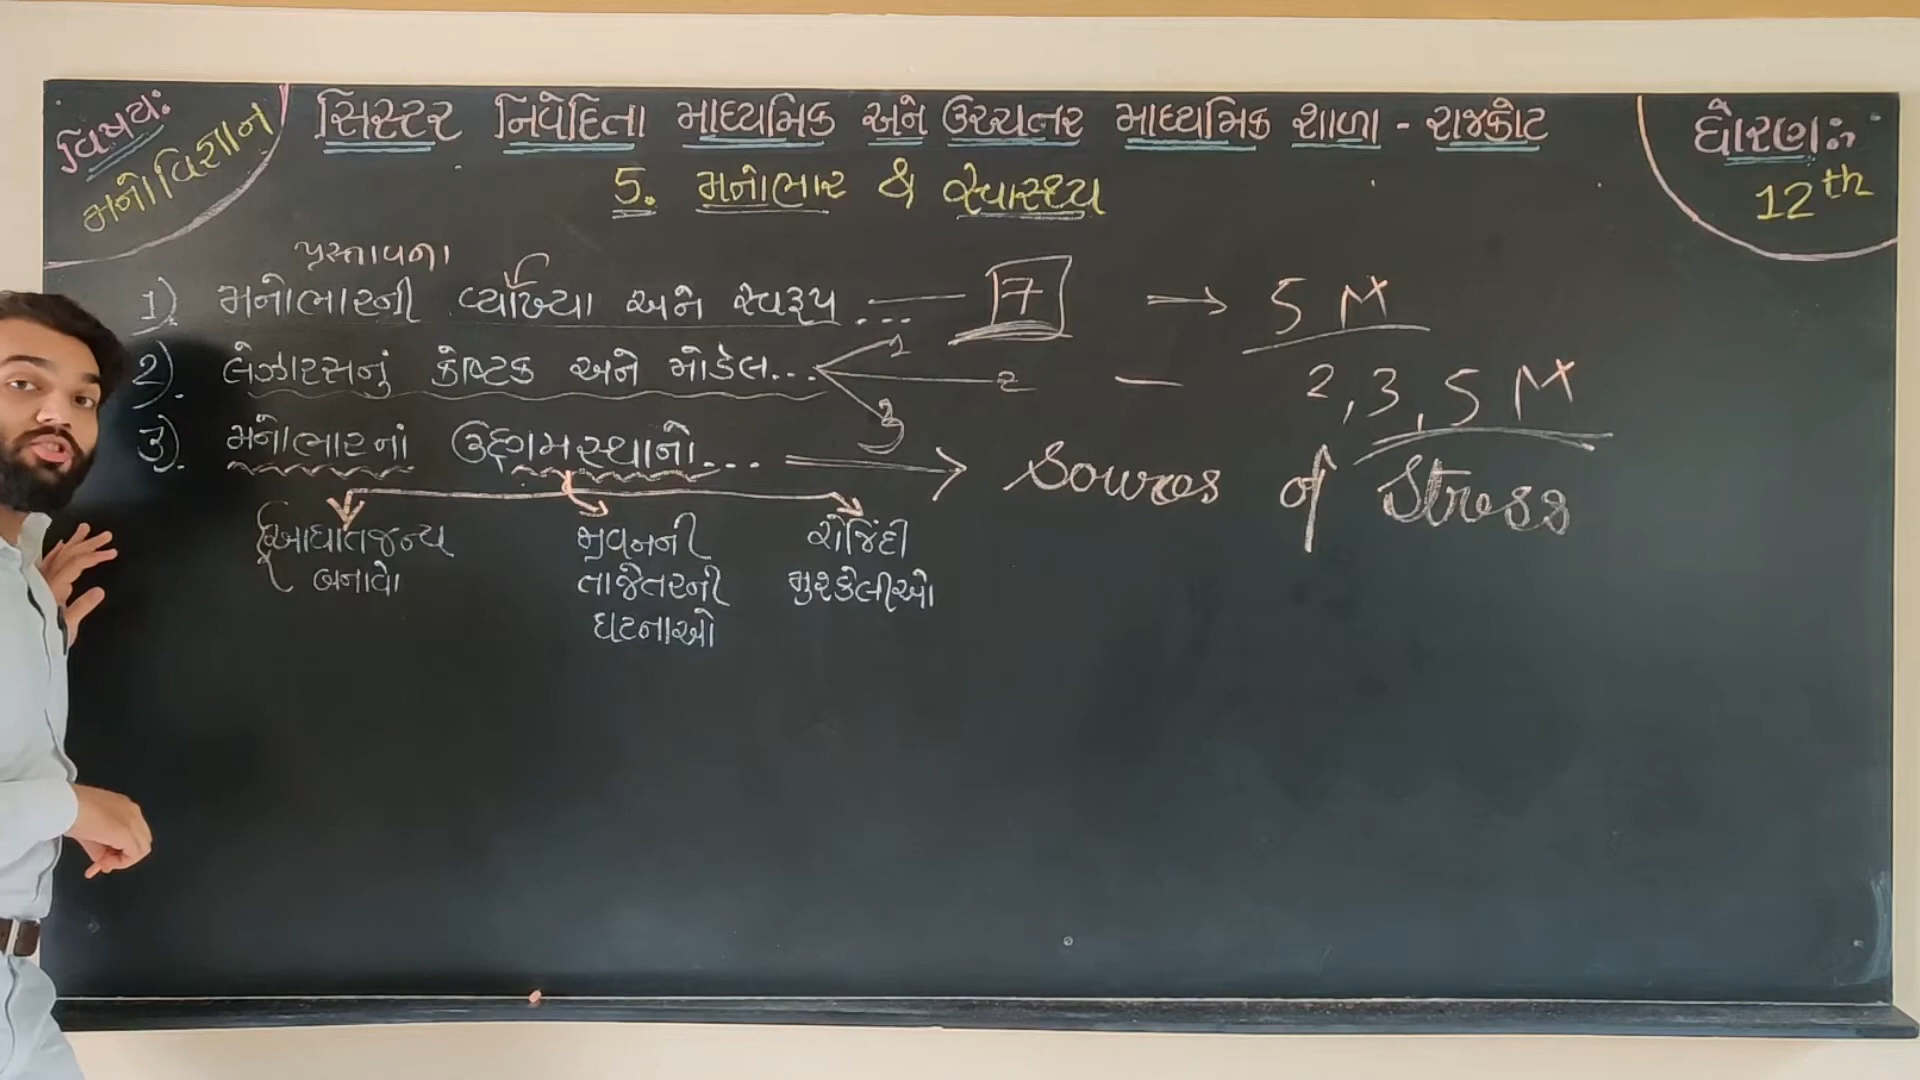 વિષય:
મનોવિજ્ઞાન
સિસ્ટર નિવેદિતા માધ્યમિક અને ઉચ્ચતર માધ્યમિક શાળા - રાજકોટ
ધોરણ:
12th
5. મનોભાર & સ્વાસ્થ્ય
પ્રસ્તાવના
1). મનોભારની વ્યાખ્યા અને સ્વરૂપ ... 7 → 5 M
2). લેઝારસનું કોષ્ટક અને મોડેલ... 1 2 3 — 2, 3, 5 M
3). મનોભારનાં ઉદ્દગમસ્થાનો... → Sources of Stress
આઘાતજન્ય બનાવો
જીવનની તાજેતરની ઘટનાઓ
રોજિંદી મુશ્કેલીઓ